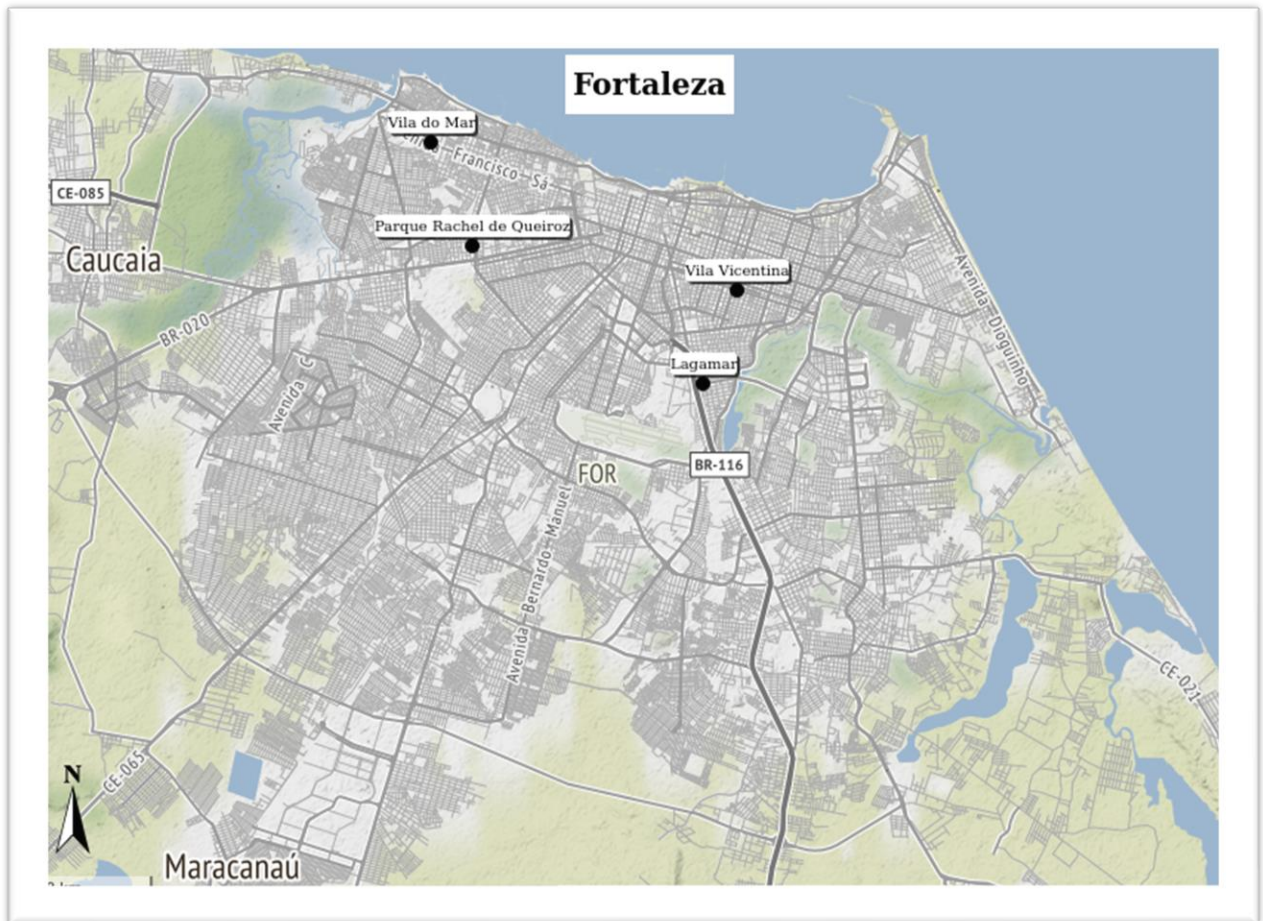 Fortaleza
Vila do Mar
Francisco Sá
CE-085
Parque Rachel de Queiroz
Caucaia
Vila Vicentina
Avenida Dioguinho
BR-020
Lagamar
Avenida C
BR-116
FOR
Avenida Bernardo Manuel
CE-021
N
CE-065
Maracanaú